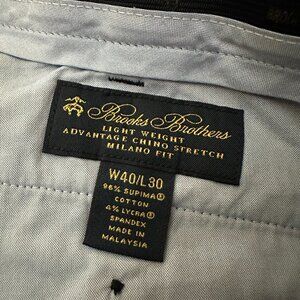 Brooks Brothers
LIGHT WEIGHT
ADVANTAGE CHINO STRETCH
MILANO FIT
W40/L30
96% SUPIMA®
COTTON
4% LYCRA®
SPANDEX
MADE IN
MALAYSIA